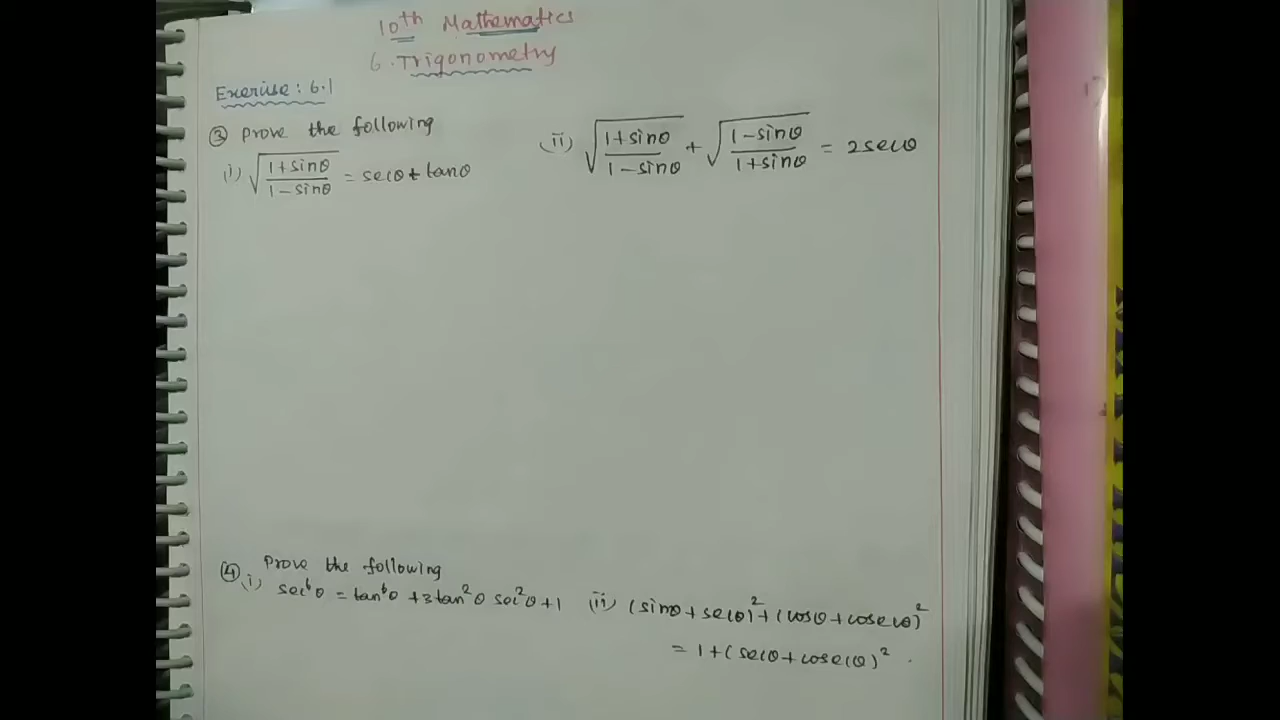 10th Mathematics
6. Trigonometry
Exercise: 6.1
③ Prove the following
(i) √((1+sinθ)/(1-sinθ)) = secθ + tanθ
(ii) √((1+sinθ)/(1-sinθ)) + √((1-sinθ)/(1+sinθ)) = 2secθ
④ Prove the following
(i) sec⁶θ = tan⁶θ + 3tan²θ sec²θ + 1
(ii) (sinθ + secθ)² + (cosθ + cosecθ)²
= 1 + (secθ + cosecθ)².